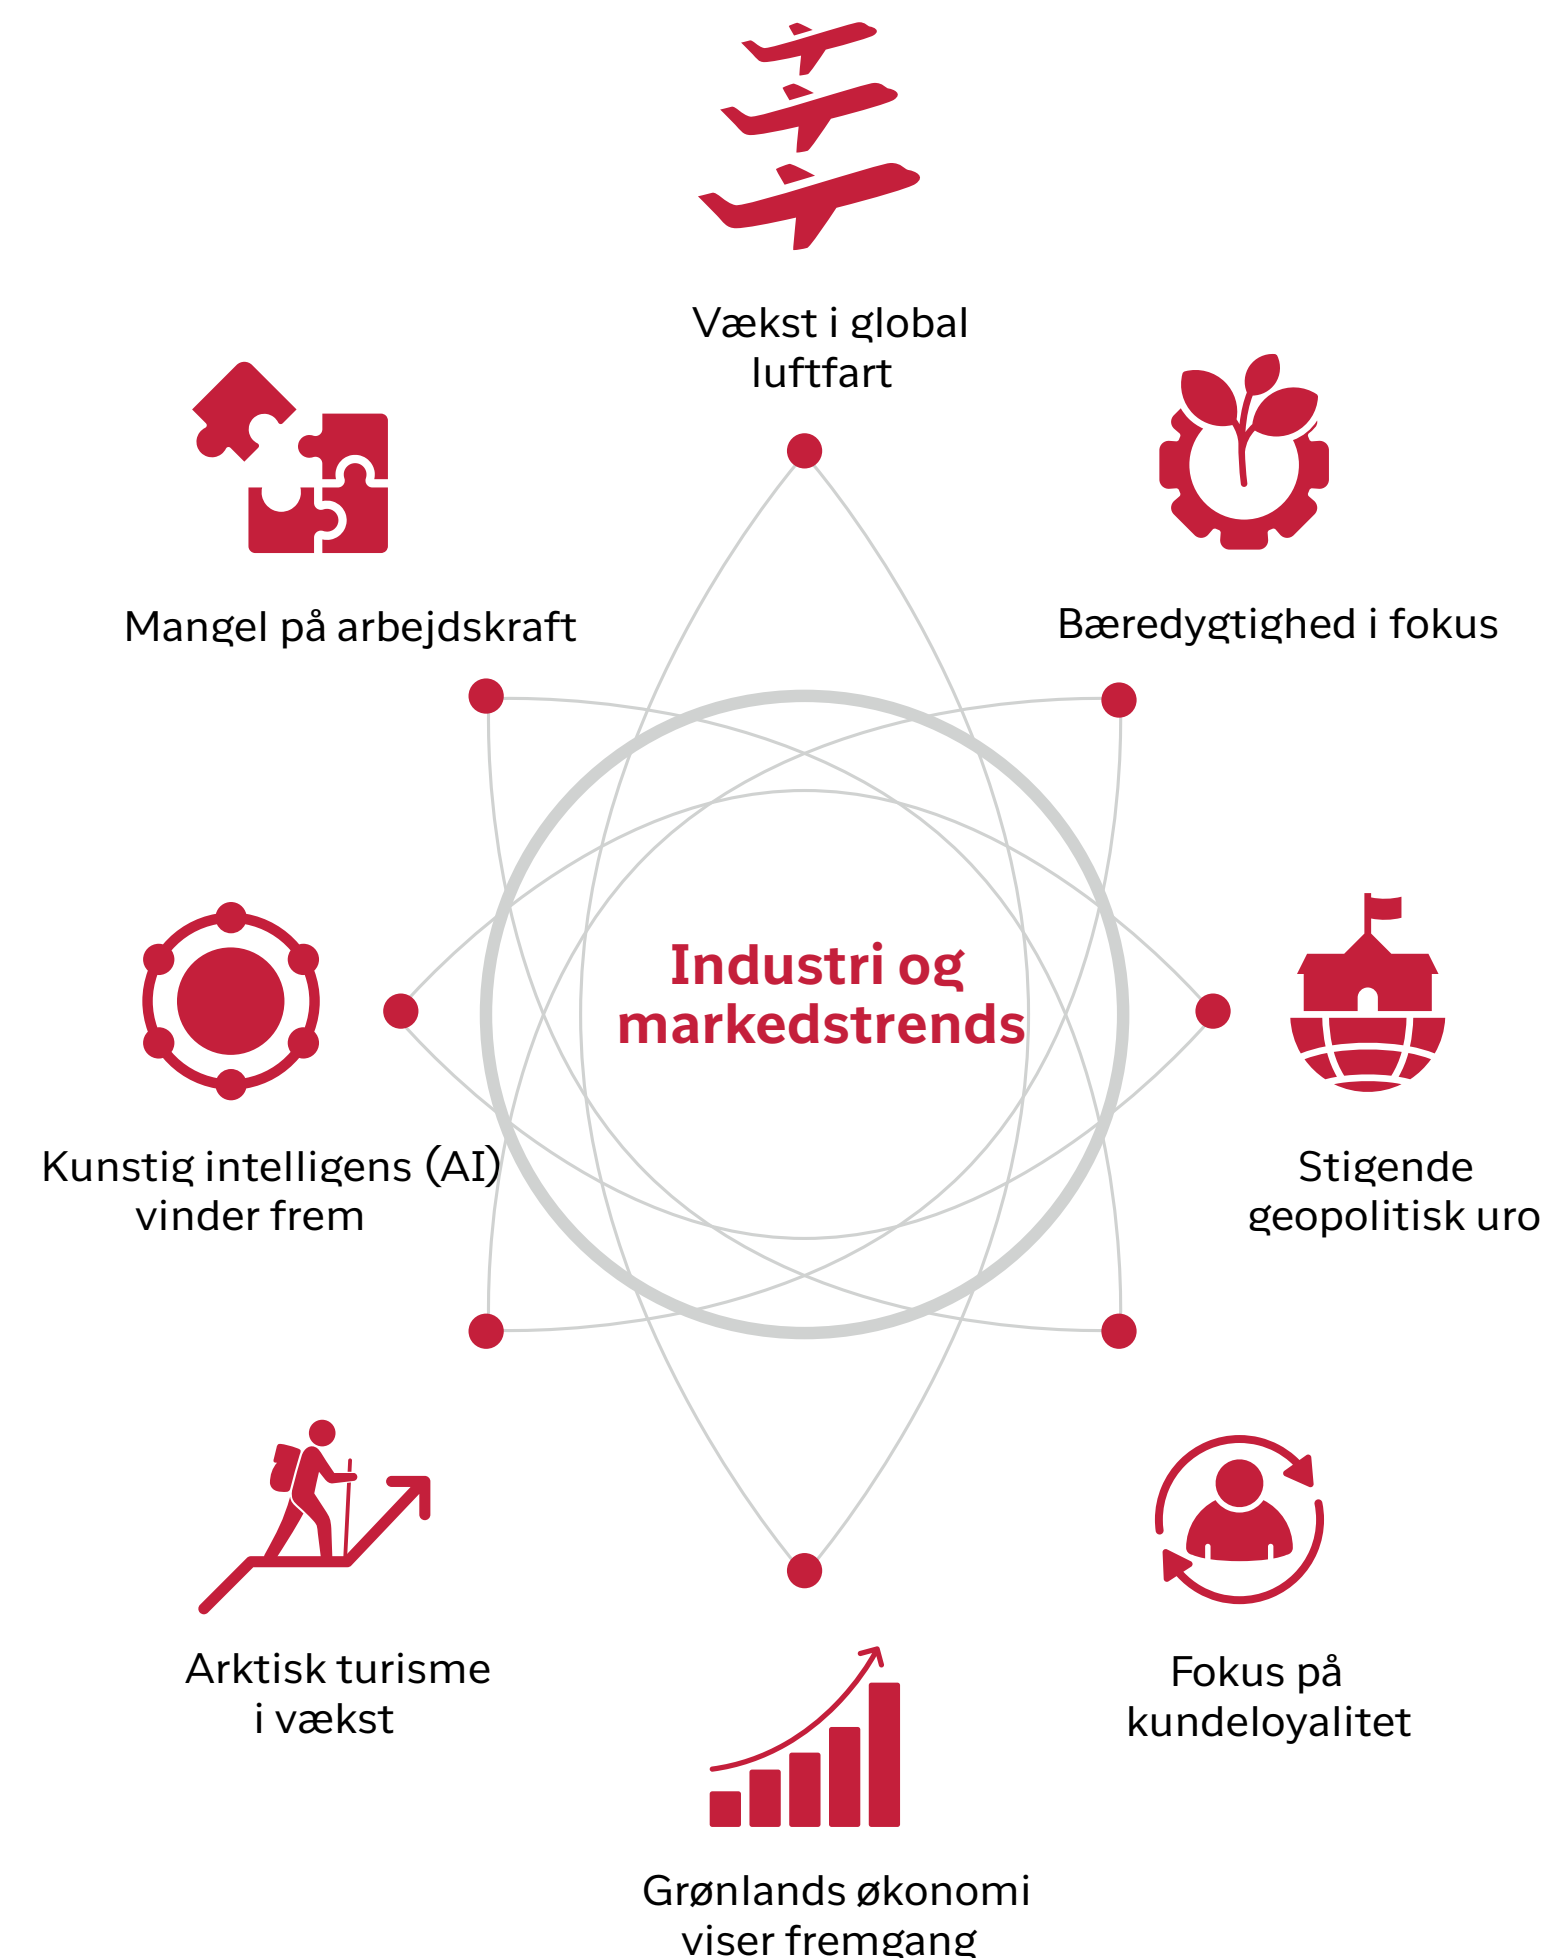 Vækst i global
luftfart
Mangel på arbejdskraft
Bæredygtighed i fokus
Industri og
markedstrends
Kunstig intelligens (AI)
vinder frem
Stigende
geopolitisk uro
Arktisk turisme
i vækst
Fokus på
kundeloyalitet
Grønlands økonomi
viser fremgang